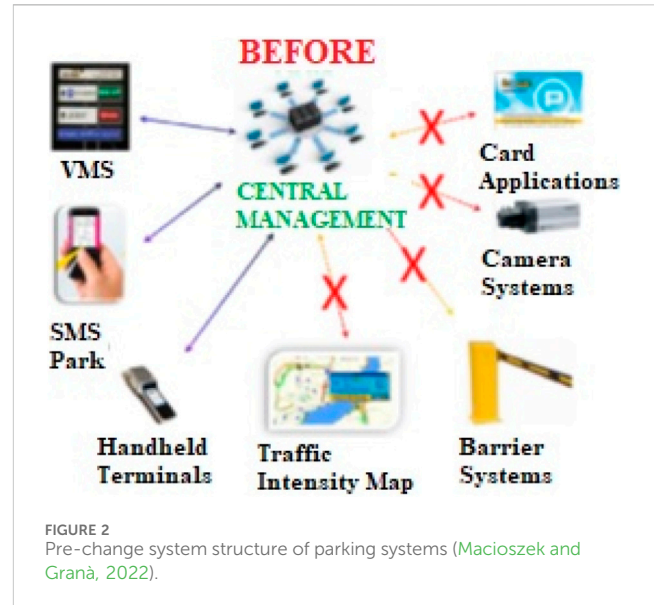 BEFORE
VMS
CENTRAL
MANAGEMENT
Card
Applications
Camera
Systems
SMS
Park
Handheld
Terminals
Traffic
Intensity Map
Barrier
Systems
FIGURE 2
Pre-change system structure of parking systems (Macioszek and
Granà, 2022).